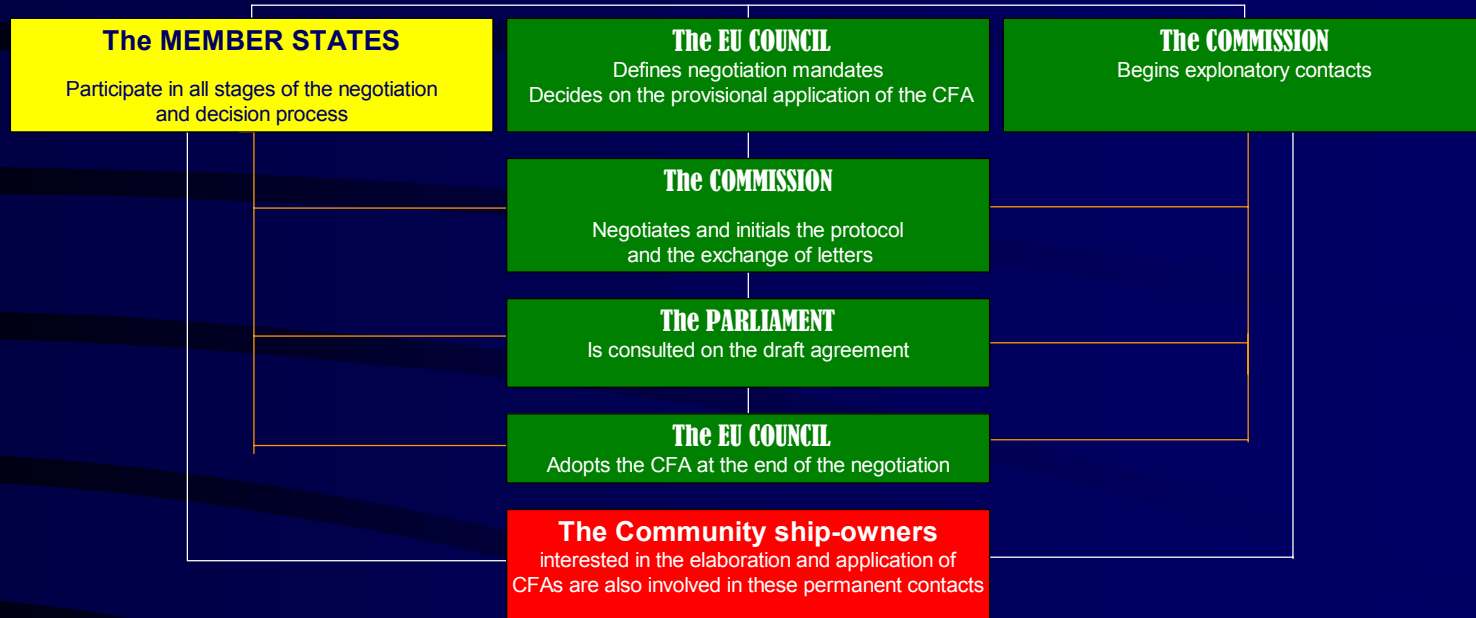 The MEMBER STATES
Participate in all stages of the negotiation
and decision process
The EU COUNCIL
Defines negotiation mandates
Decides on the provisional application of the CFA
The COMMISSION
Begins explonatory contacts
The COMMISSION
Negotiates and initials the protocol
and the exchange of letters
The PARLIAMENT
Is consulted on the draft agreement
The EU COUNCIL
Adopts the CFA at the end of the negotiation
The Community ship-owners
interested in the elaboration and application of
CFAs are also involved in these permanent contacts